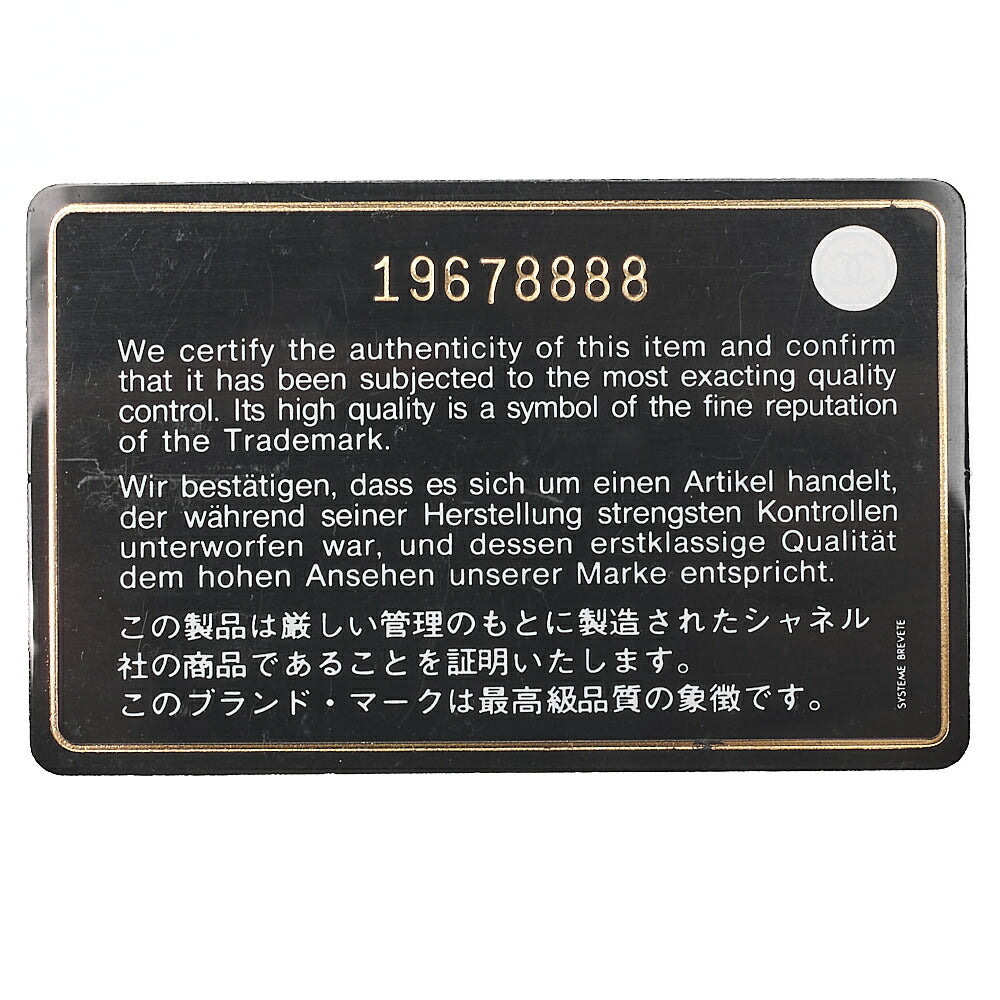 19678888
We certify the authenticity of this item and confirm
that it has been subjected to the most exacting quality
control. Its high quality is a symbol of the fine reputation
of the Trademark.
Wir bestätigen, dass es sich um einen Artikel handelt,
der während seiner Herstellung strengsten Kontrollen
unterworfen war, und dessen erstklassige Qualität
dem hohen Ansehen unserer Marke entspricht.
この製品は厳しい管理のもとに製造されたシャネル
社の商品であることを証明いたします。
このブランド・マークは最高級品質の象徴です。
SYSTEME BREVETE